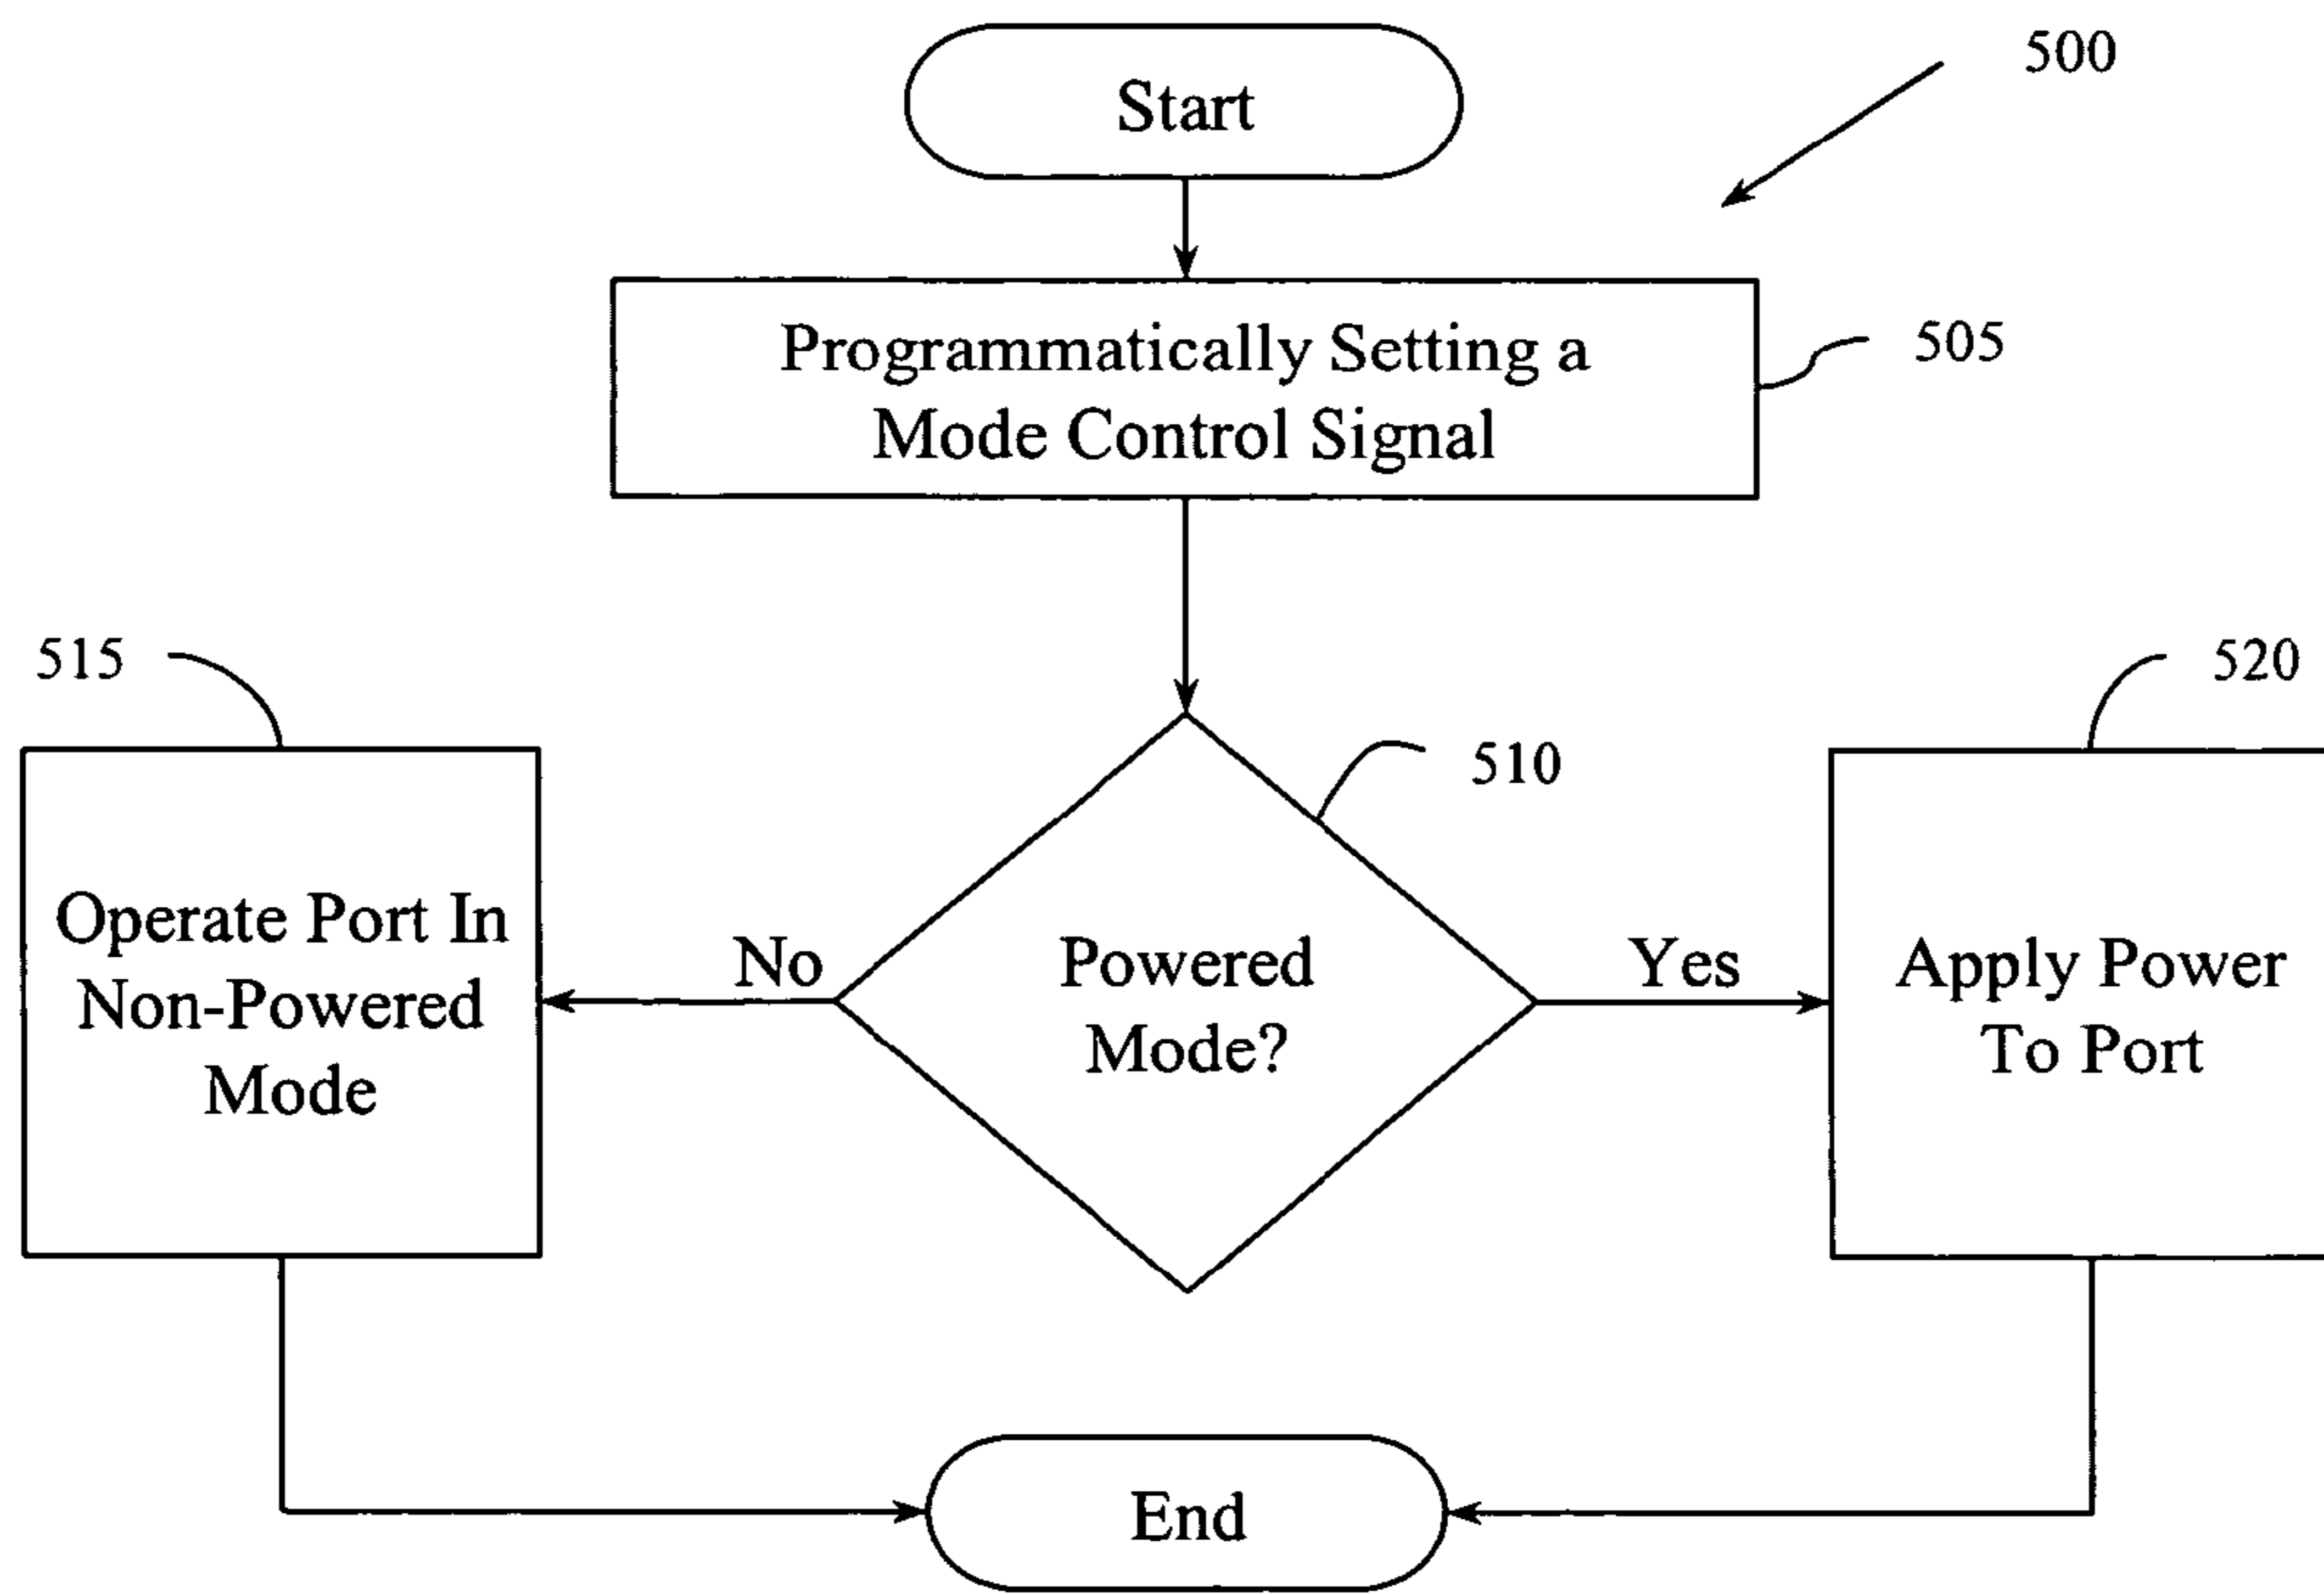 Start
500
Programmatically Setting a
Mode Control Signal
505
515
520
510
Operate Port In
Non-Powered
Mode
No
Powered
Mode?
Yes
Apply Power
To Port
End